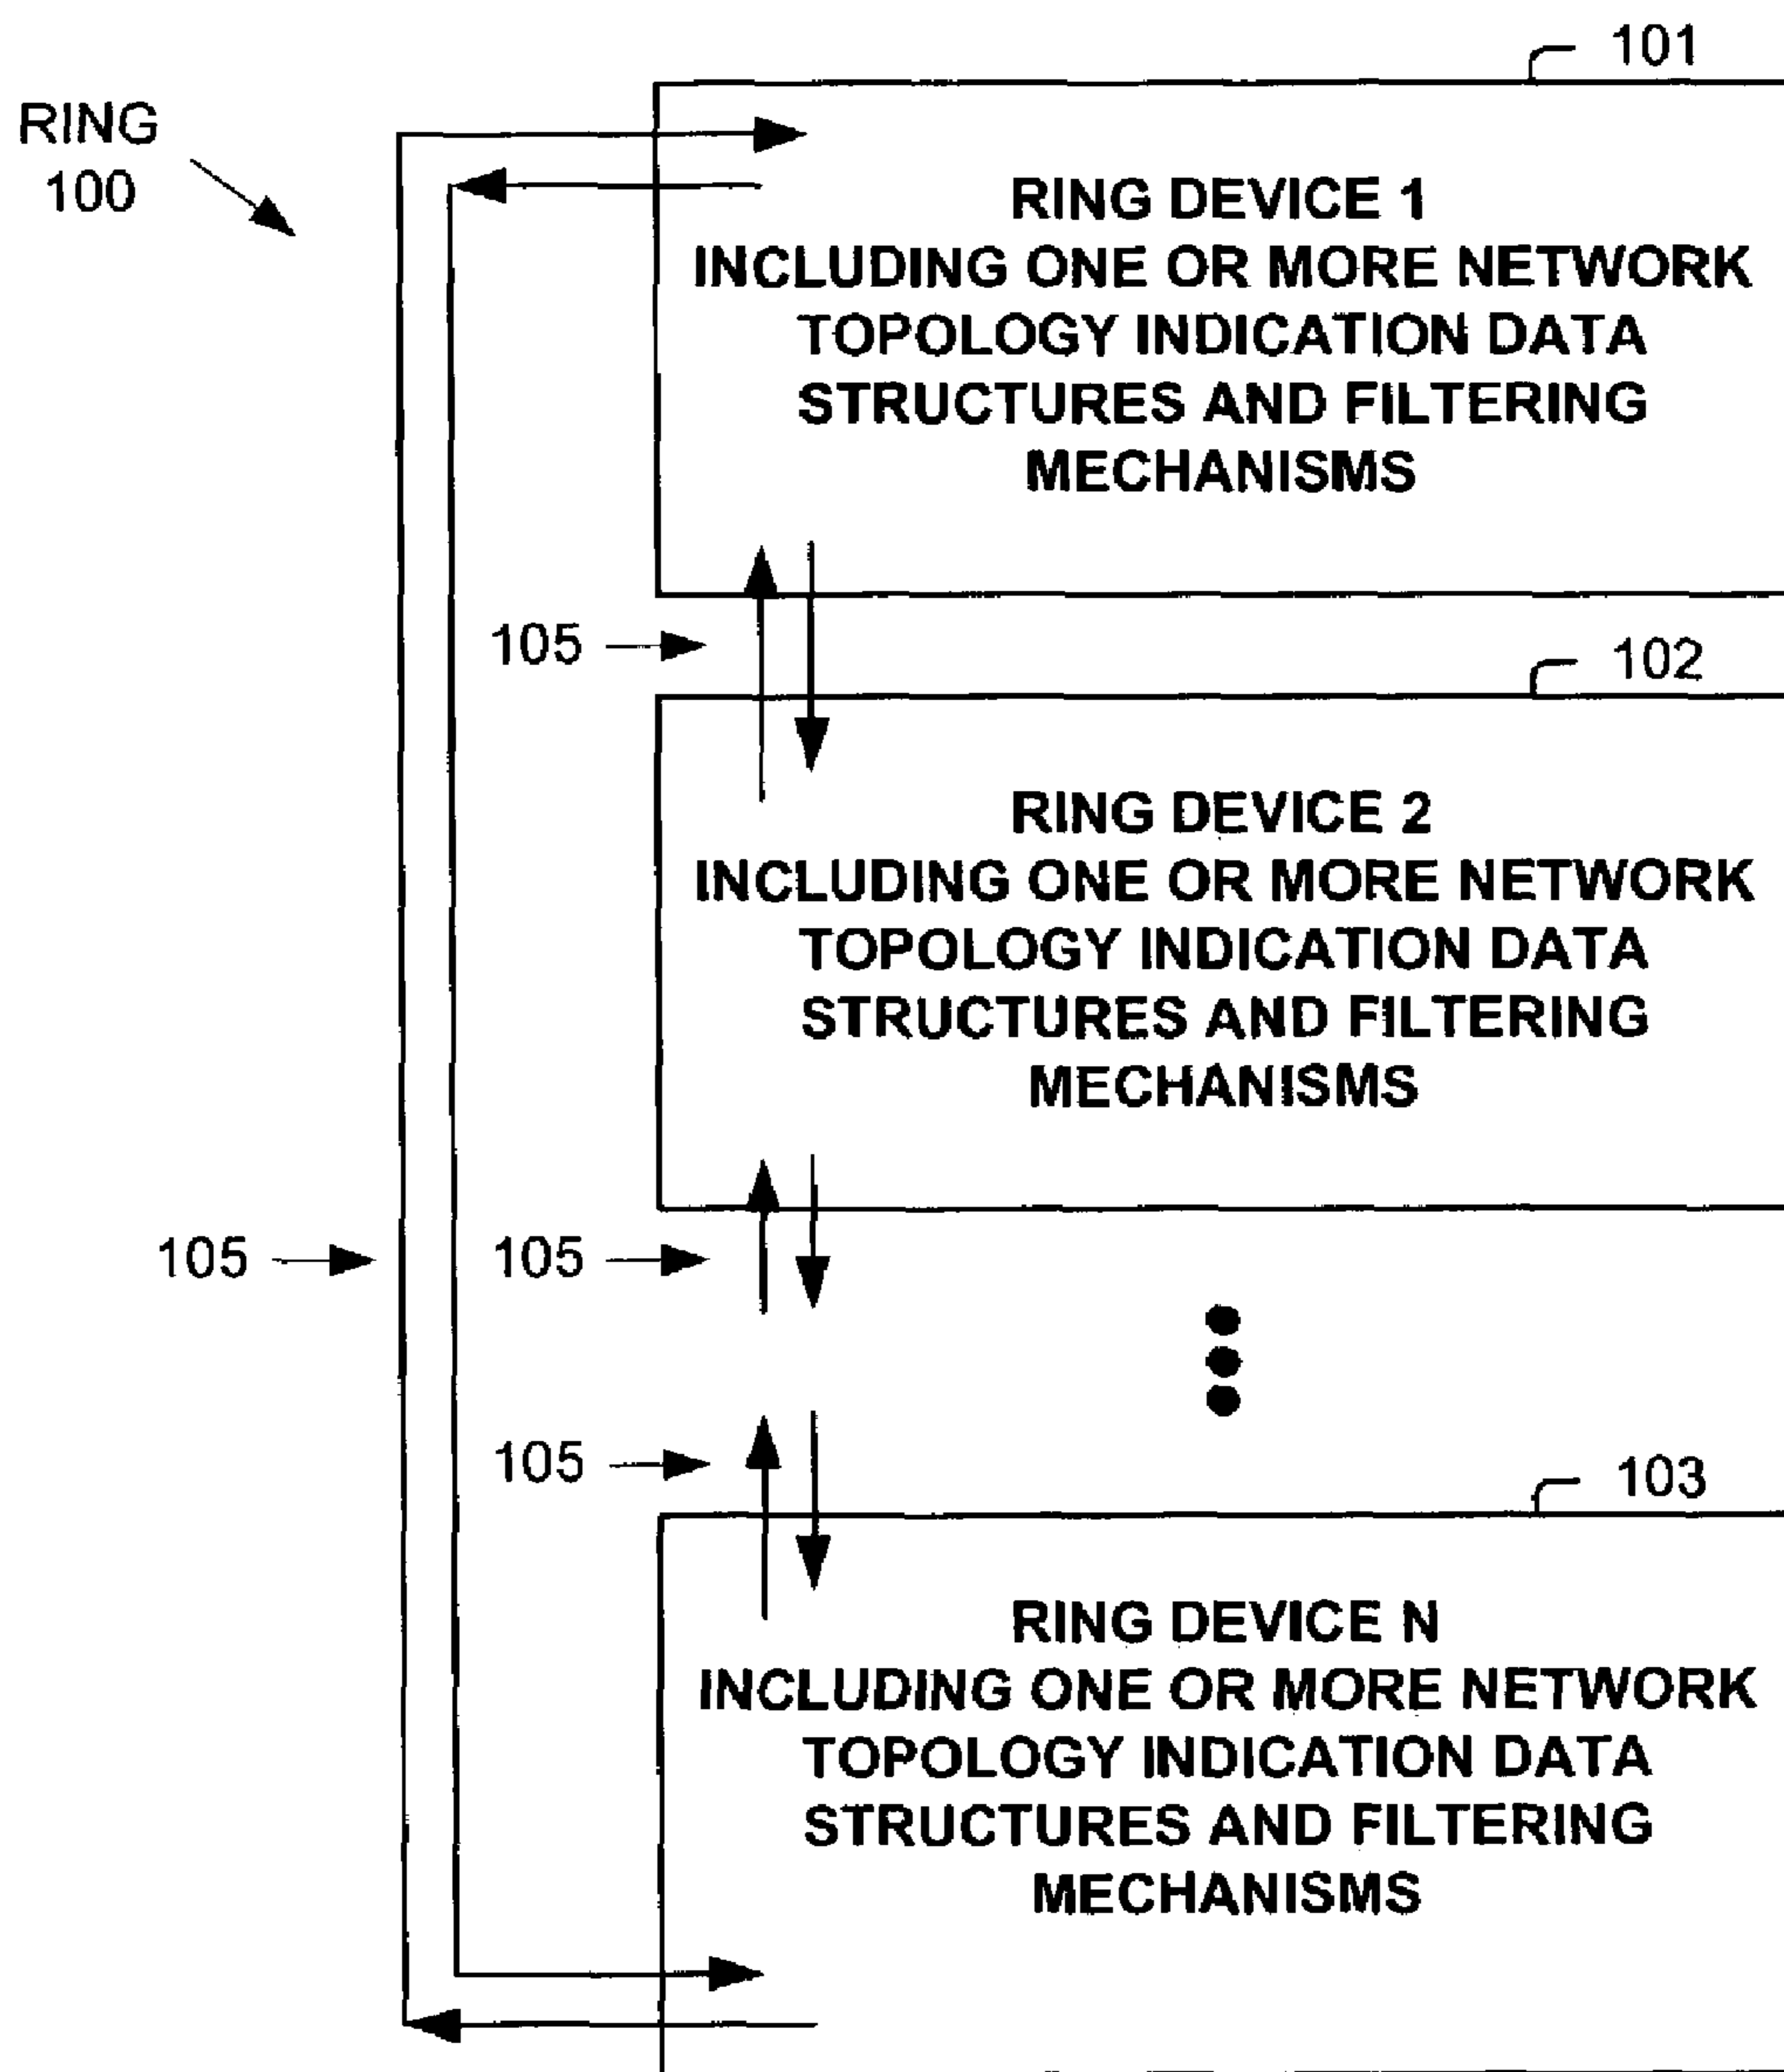 101
RING
100
RING DEVICE 1
INCLUDING ONE OR MORE NETWORK
TOPOLOGY INDICATION DATA
STRUCTURES AND FILTERING
MECHANISMS
105
102
RING DEVICE 2
INCLUDING ONE OR MORE NETWORK
TOPOLOGY INDICATION DATA
STRUCTURES AND FILTERING
MECHANISMS
105
105
105
103
RING DEVICE N
INCLUDING ONE OR MORE NETWORK
TOPOLOGY INDICATION DATA
STRUCTURES AND FILTERING
MECHANISMS